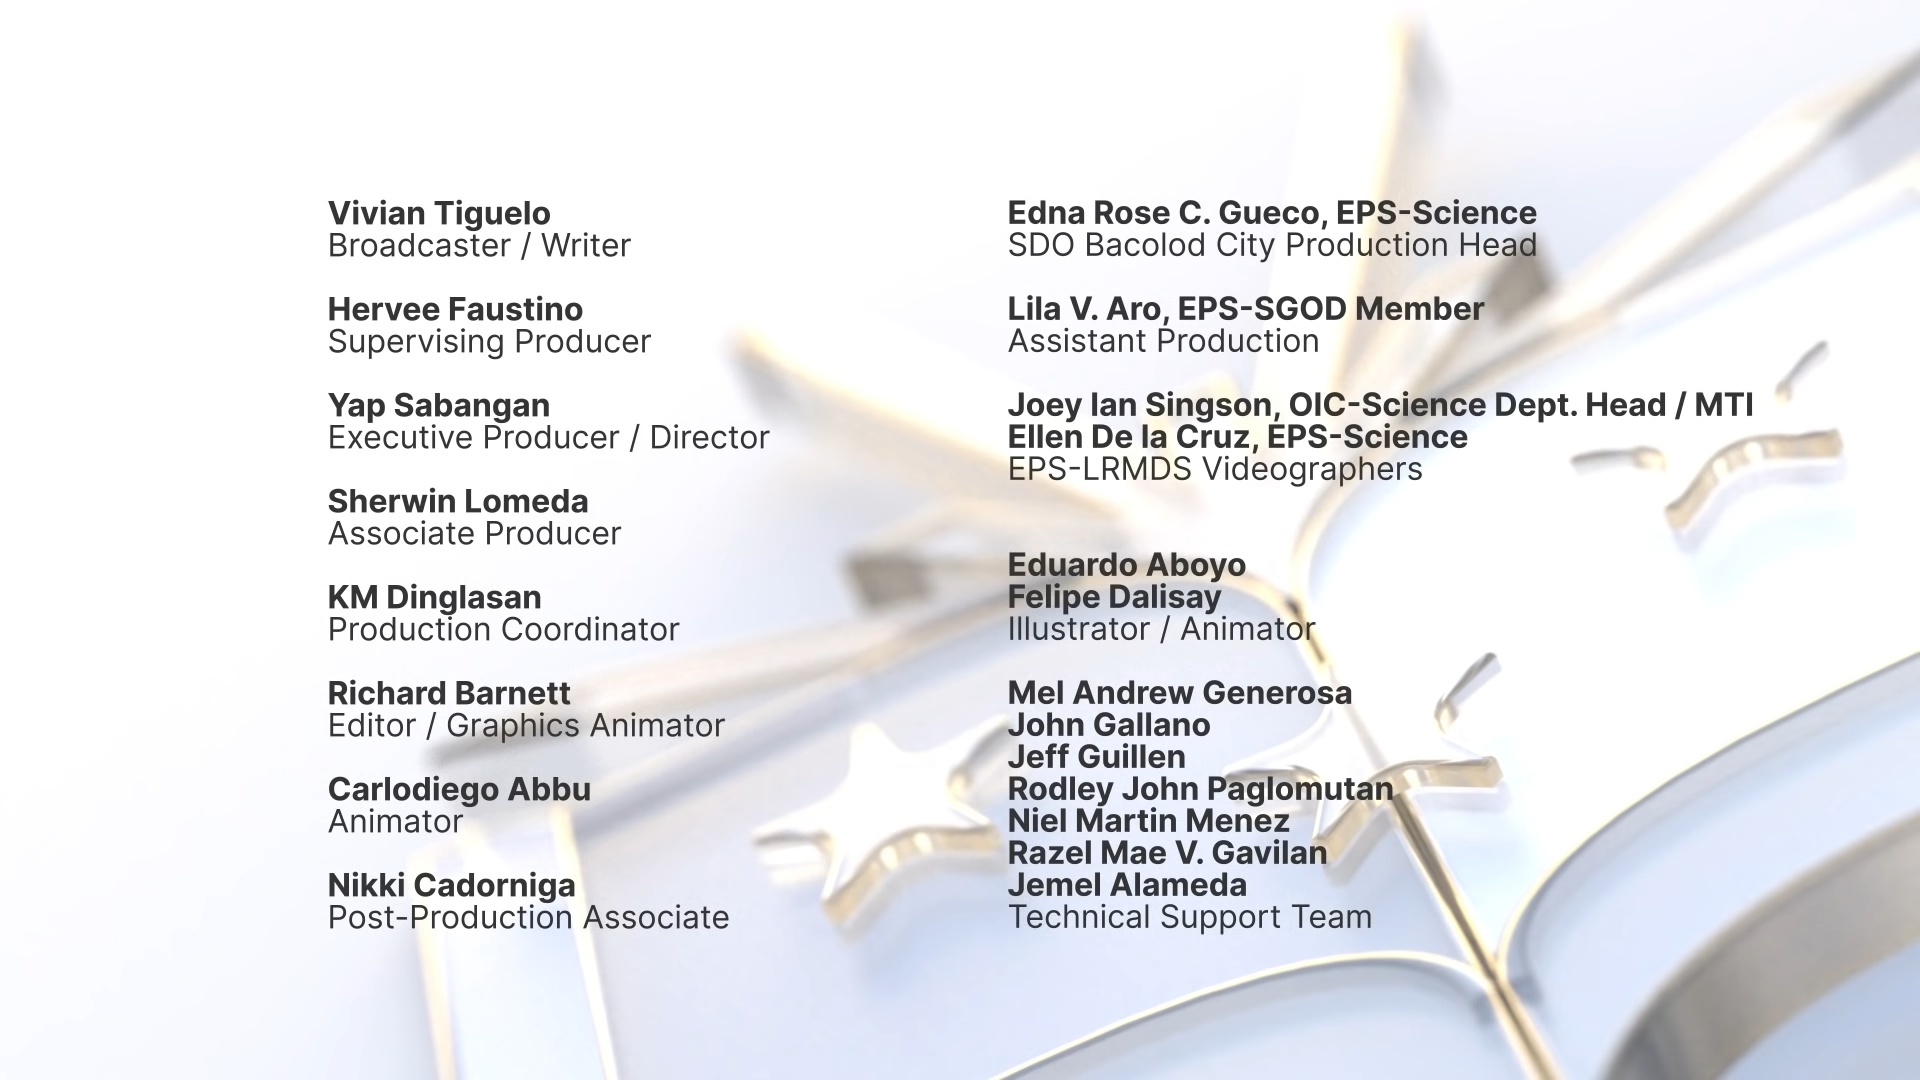 Vivian Tiguelo
Broadcaster / Writer
Hervee Faustino
Supervising Producer
Yap Sabangan
Executive Producer / Director
Sherwin Lomeda
Associate Producer
KM Dinglasan
Production Coordinator
Richard Barnett
Editor / Graphics Animator
Carlodiego Abbu
Animator
Nikki Cadorniga
Post-Production Associate
Edna Rose C. Gueco, EPS-Science
SDO Bacolod City Production Head
Lila V. Aro, EPS-SGOD Member
Assistant Production
Joey Ian Singson, OIC-Science Dept. Head / MTI
Ellen De la Cruz, EPS-Science
EPS-LRMDS Videographers
Eduardo Aboyo
Felipe Dalisay
Illustrator / Animator
Mel Andrew Generosa
John Gallano
Jeff Guillen
Rodley John Paglomutan
Niel Martin Menez
Razel Mae V. Gavilan
Jemel Alameda
Technical Support Team